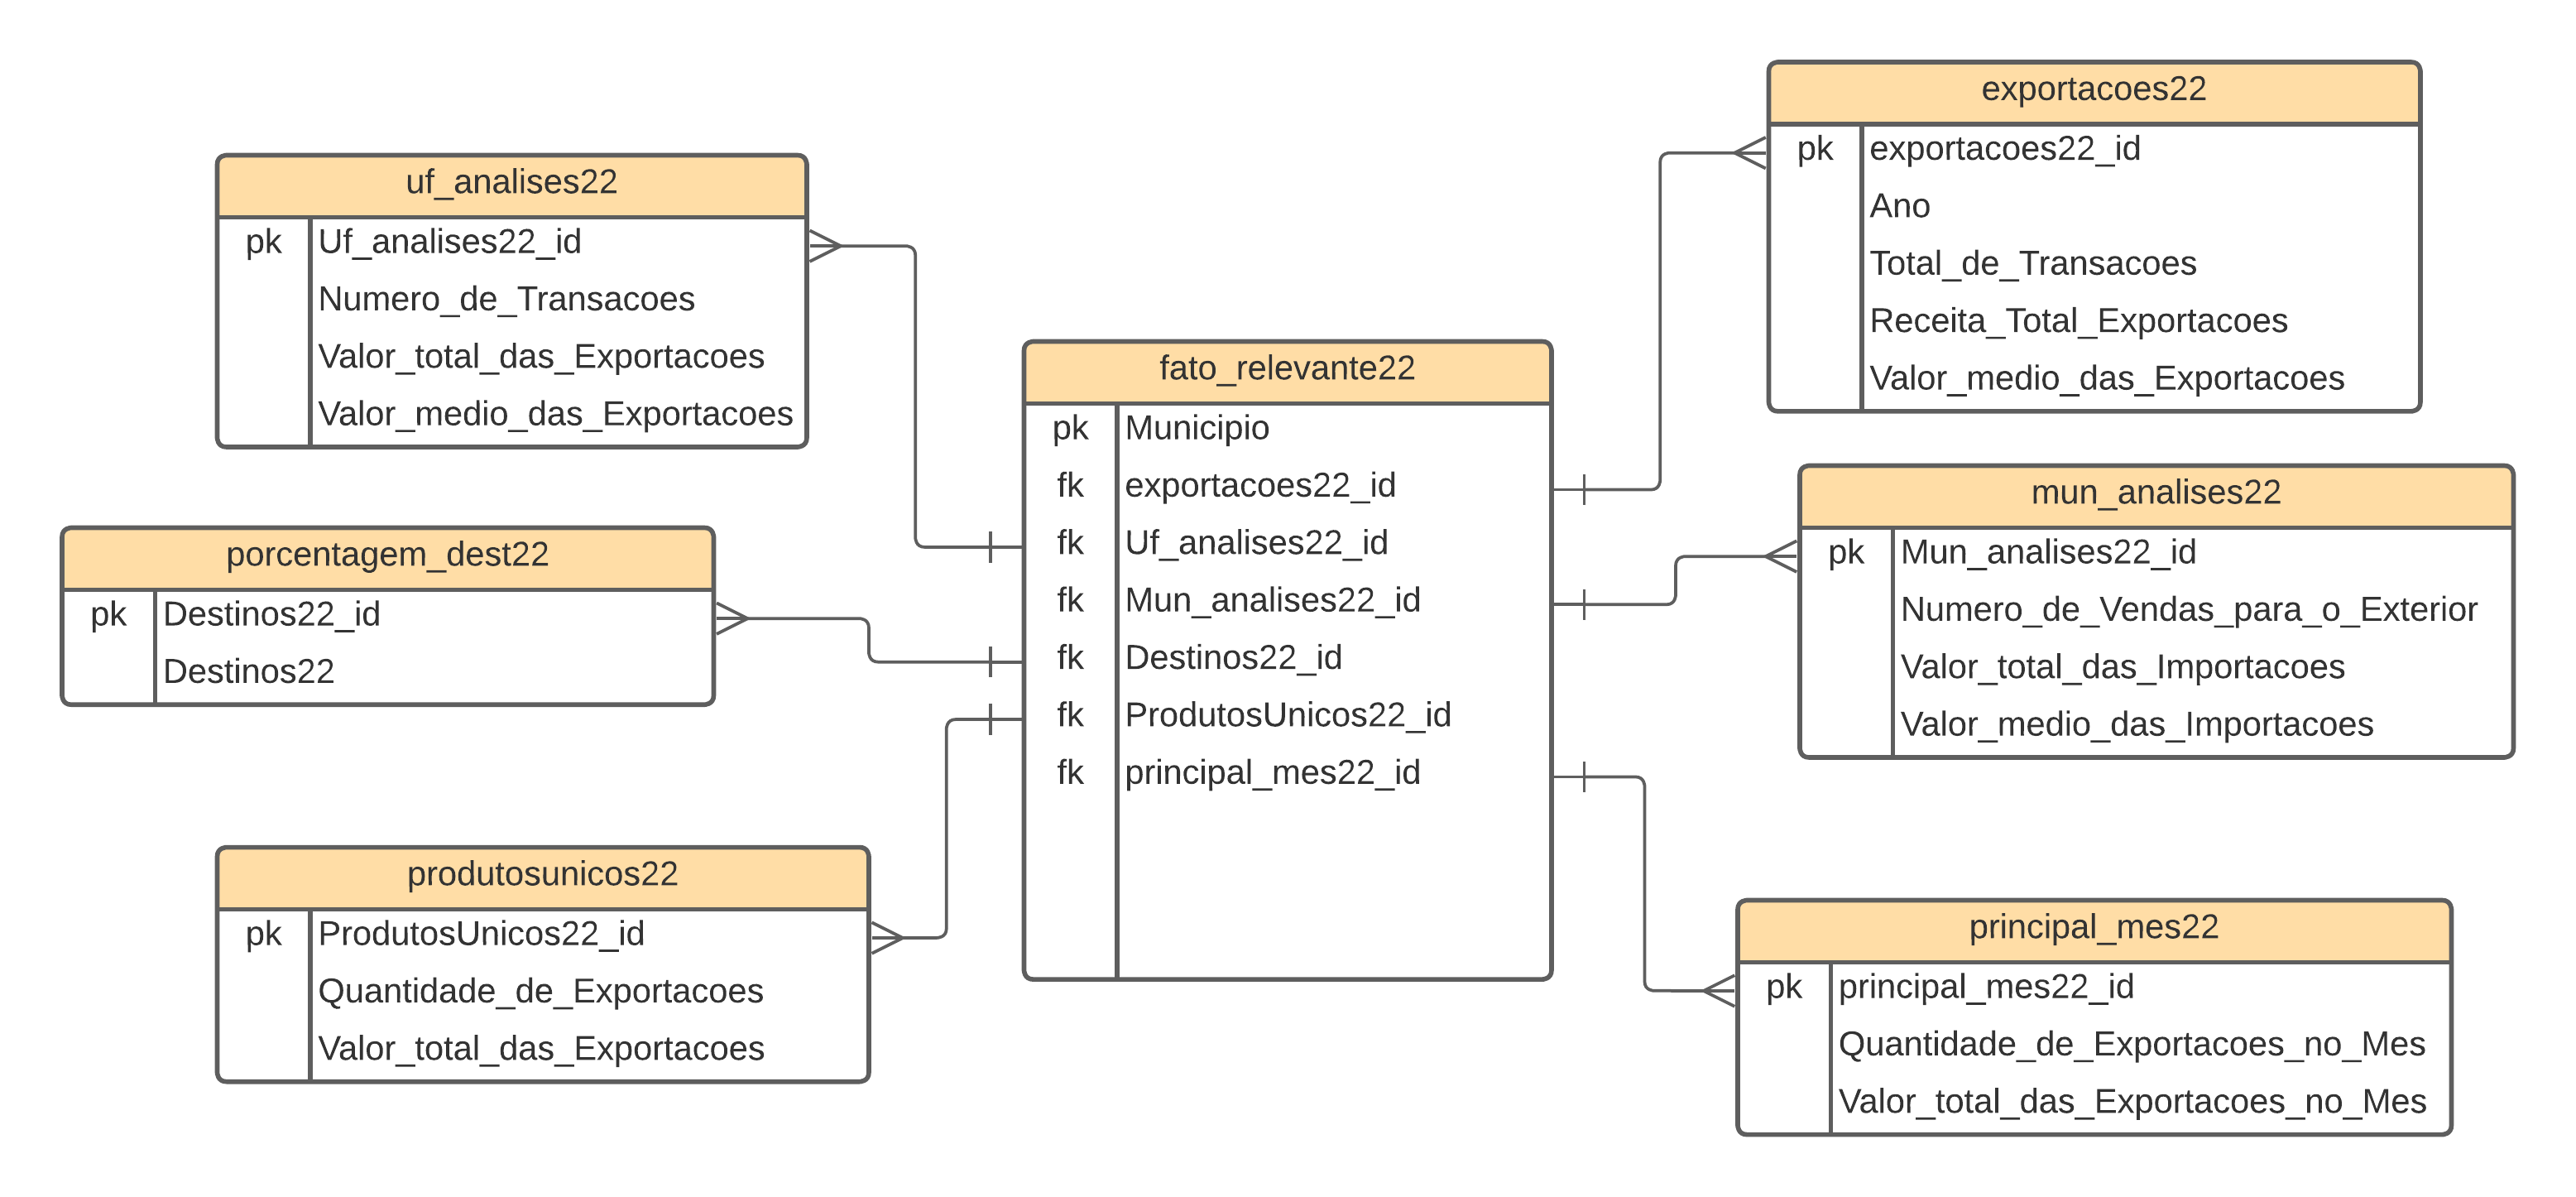 uf_analises22
pk Uf_analises22_id
Numero_de_Transacoes
Valor_total_das_Exportacoes
Valor_medio_das_Exportacoes
porcentagem_dest22
pk Destinos22_id
Destinos22
produtosunicos22
pk ProdutosUnicos22_id
Quantidade_de_Exportacoes
Valor_total_das_Exportacoes
fato_relevante22
pk Municipio
fk exportacoes22_id
fk Uf_analises22_id
fk Mun_analises22_id
fk Destinos22_id
fk ProdutosUnicos22_id
fk principal_mes22_id
exportacoes22
pk exportacoes22_id
Ano
Total_de_Transacoes
Receita_Total_Exportacoes
Valor_medio_das_Exportacoes
mun_analises22
pk Mun_analises22_id
Numero_de_Vendas_para_o_Exterior
Valor_total_das_Importacoes
Valor_medio_das_Importacoes
principal_mes22
pk principal_mes22_id
Quantidade_de_Exportacoes_no_Mes
Valor_total_das_Exportacoes_no_Mes